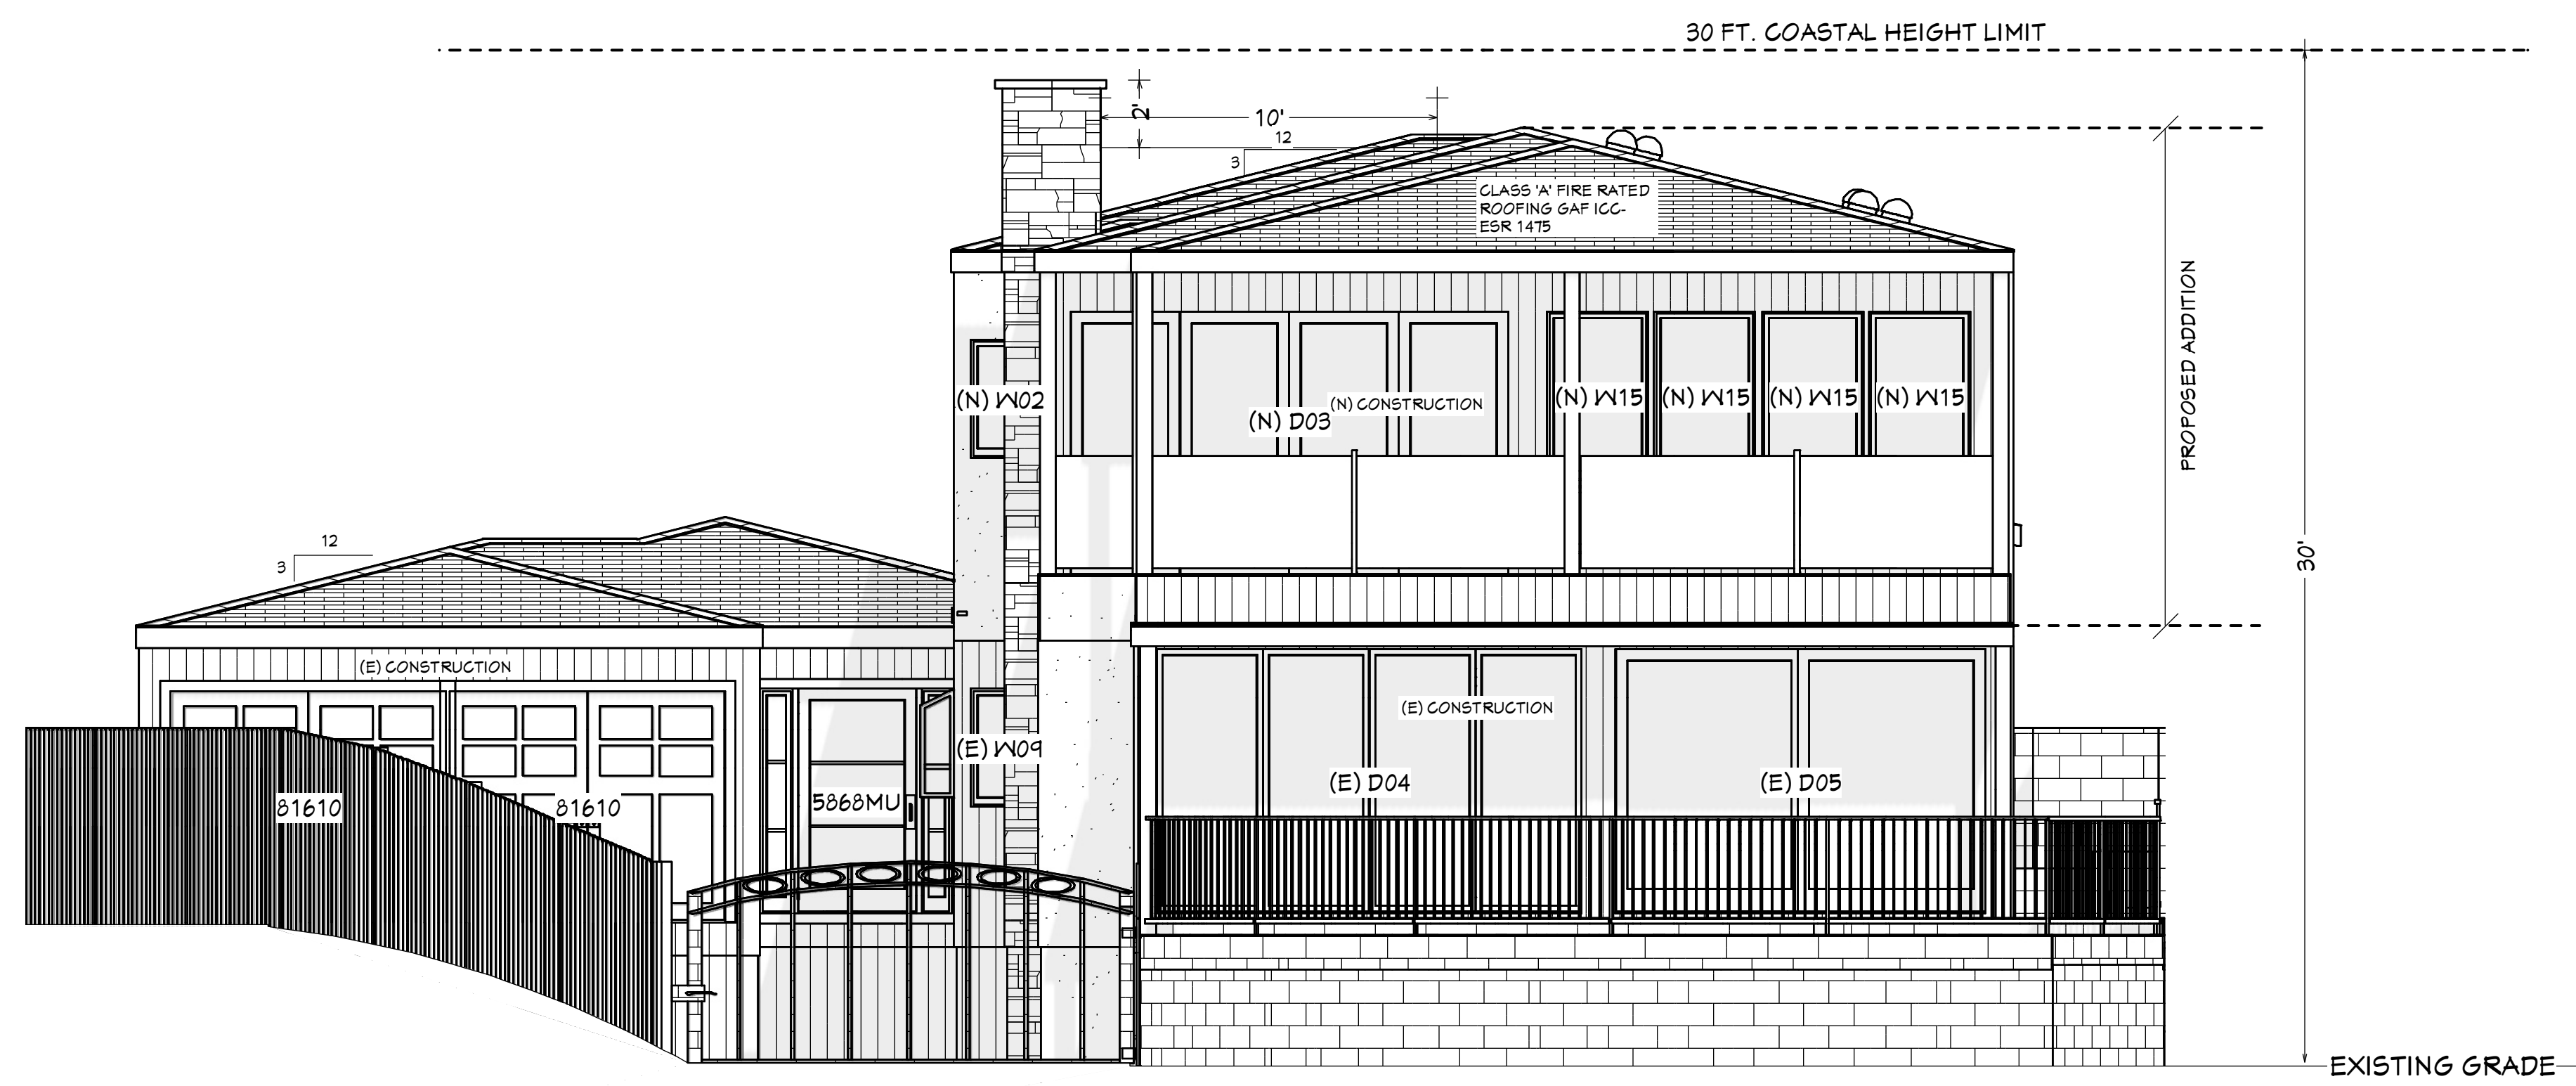 30 FT. COASTAL HEIGHT LIMIT
2'
10'
12
3
CLASS 'A' FIRE RATED
ROOFING GAF ICC-
ESR 1475
PROPOSED ADDITION
(N) W02
(N) D03
(N) CONSTRUCTION
(N) W15
(N) W15
(N) W15
(N) W15
12
3
30'
(E) CONSTRUCTION
(E) CONSTRUCTION
(E) W09
(E) D04
(E) D05
81610
81610
5868MU
EXISTING GRADE